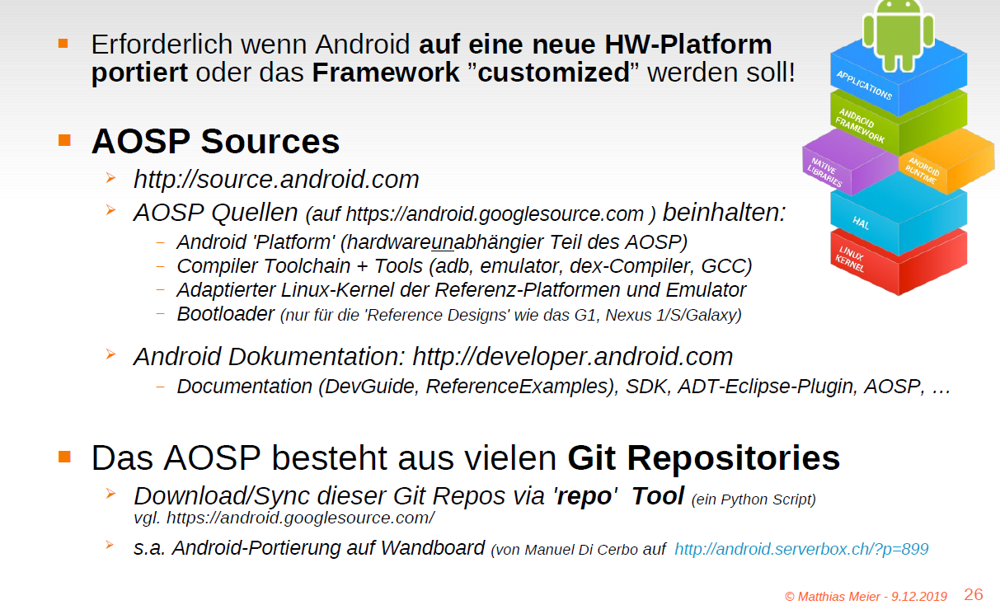 Erforderlich wenn Android auf eine neue HW-Platform
portiert oder das Framework ”customized” werden soll!
APPLICATIONS
ANDROID
FRAMEWORK
NATIVE
LIBRARIES
ANDROID
RUNTIME
HAL
LINUX
KERNEL
AOSP Sources
http://source.android.com
AOSP Quellen (auf https://android.googlesource.com ) beinhalten:
Android 'Platform' (hardwareunabhängier Teil des AOSP)
Compiler Toolchain + Tools (adb, emulator, dex-Compiler, GCC)
Adaptierter Linux-Kernel der Referenz-Platformen und Emulator
Bootloader (nur für die 'Reference Designs' wie das G1, Nexus 1/S/Galaxy)
Android Dokumentation: http://developer.android.com
Documentation (DevGuide, ReferenceExamples), SDK, ADT-Eclipse-Plugin, AOSP, …
Das AOSP besteht aus vielen Git Repositories
Download/Sync dieser Git Repos via 'repo' Tool (ein Python Script)
vgl. https://android.googlesource.com/
s.a. Android-Portierung auf Wandboard (von Manuel Di Cerbo auf http://android.serverbox.ch/?p=899
© Matthias Meier - 9.12.2019 26